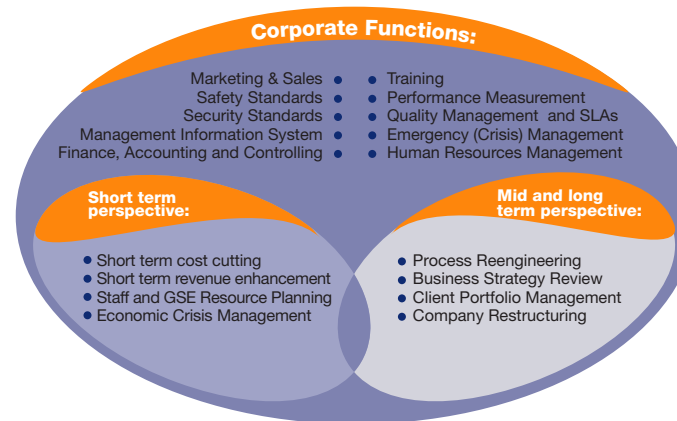 Corporate Functions:
Marketing & Sales
Safety Standards
Security Standards
Management Information System
Finance, Accounting and Controlling
Training
Performance Measurement
Quality Management and SLAs
Emergency (Crisis) Management
Human Resources Management
Short term
perspective:
Short term cost cutting
Short term revenue enhancement
Staff and GSE Resource Planning
Economic Crisis Management
Mid and long
term perspective:
Process Reengineering
Business Strategy Review
Client Portfolio Management
Company Restructuring